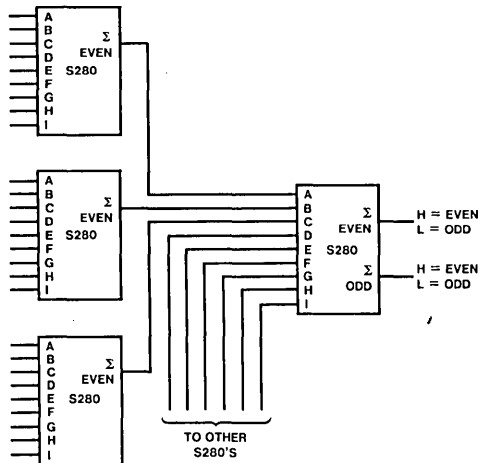 A
B
C
D
E
F
G
H
I
Σ
EVEN
S280
A
B
C
D
E
F
G
H
I
Σ
EVEN
S280
A
B
C
D
E
F
G
H
I
Σ
EVEN
S280
A
B
C
D
E
F
G
H
I
Σ
EVEN
S280
Σ
ODD
H = EVEN
L = ODD
H = EVEN
L = ODD
TO OTHER
S280'S